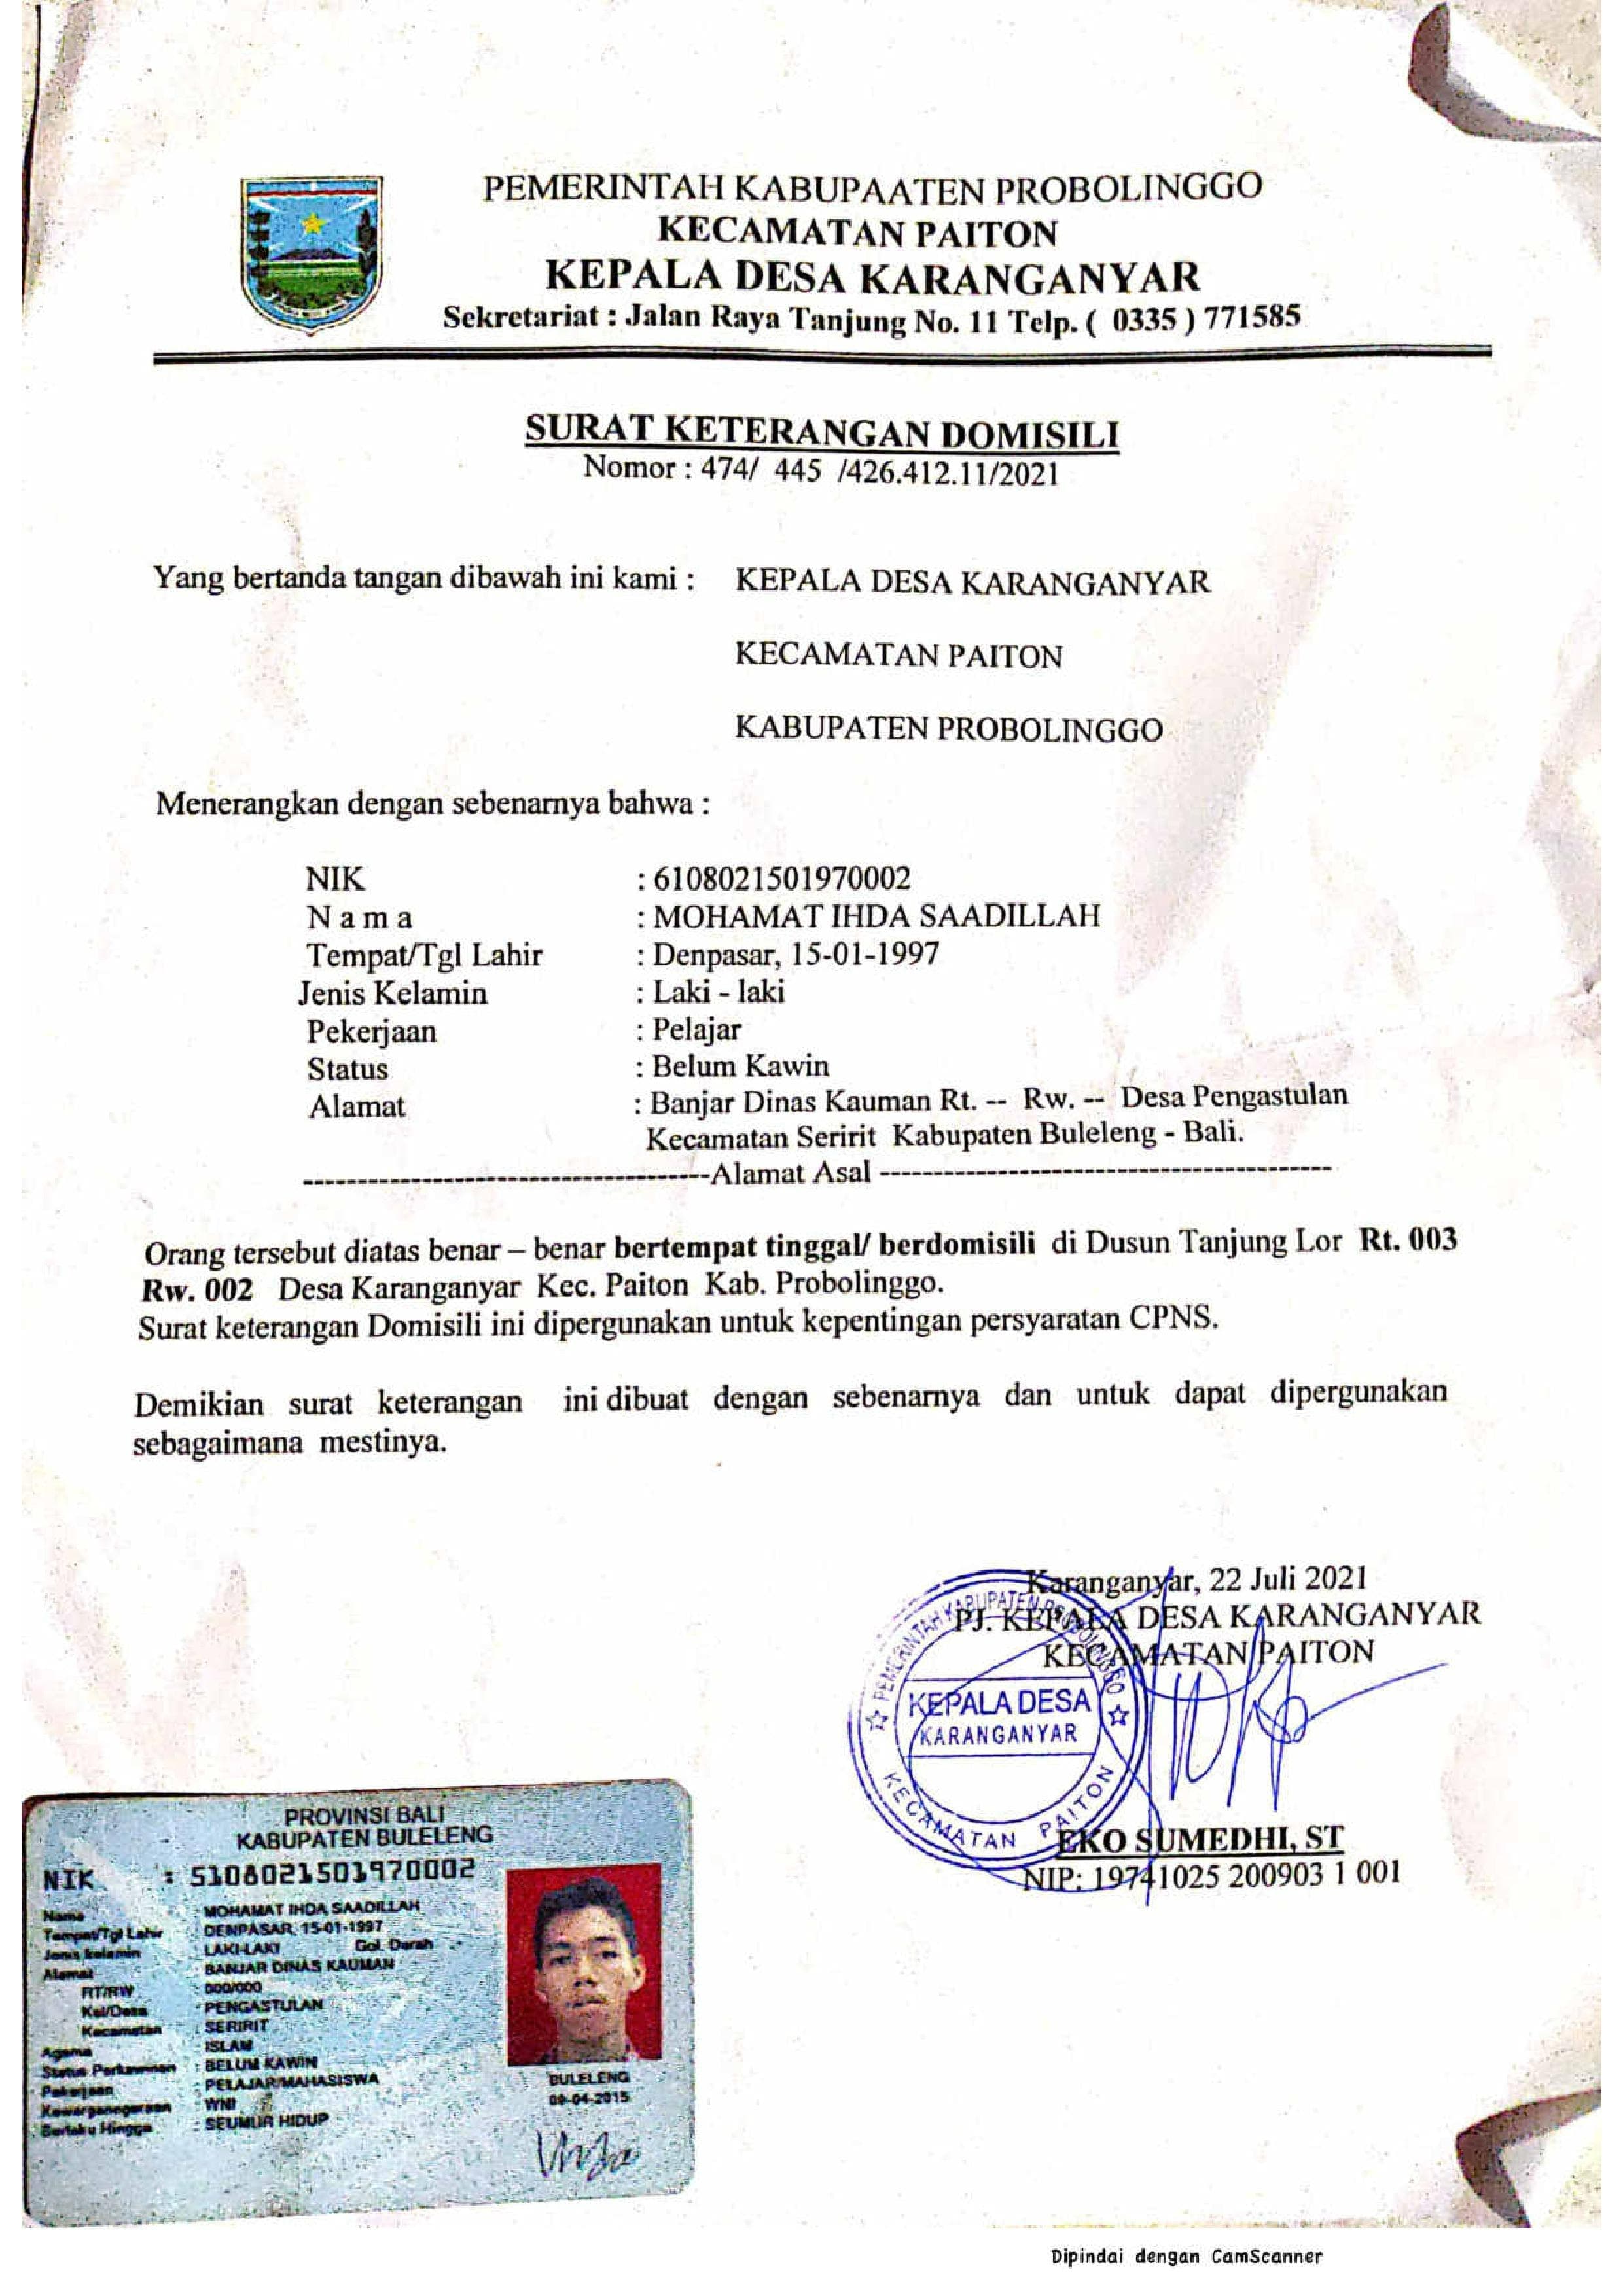 PEMERINTAH KABUPAATEN PROBOLINGGO
KECAMATAN PAITON
KEPALA DESA KARANGANYAR
Sekretariat : Jalan Raya Tanjung No. 11 Telp. ( 0335 ) 771585
SURAT KETERANGAN DOMISILI
Nomor : 474/ 445 /426.412.11/2021
Yang bertanda tangan dibawah ini kami : KEPALA DESA KARANGANYAR
KECAMATAN PAITON
KABUPATEN PROBOLINGGO
Menerangkan dengan sebenarnya bahwa :
NIK : 6108021501970002
N a m a : MOHAMAT IHDA SAADILLAH
Tempat/Tgl Lahir : Denpasar, 15-01-1997
Jenis Kelamin : Laki - laki
Pekerjaan : Pelajar
Status : Belum Kawin
Alamat : Banjar Dinas Kauman Rt. -- Rw. -- Desa Pengastulan
Kecamatan Seririt Kabupaten Buleleng - Bali.
--------------------------------------Alamat Asal ------------------------------------------
Orang tersebut diatas benar – benar bertempat tinggal/ berdomisili di Dusun Tanjung Lor Rt. 003
Rw. 002 Desa Karanganyar Kec. Paiton Kab. Probolinggo.
Surat keterangan Domisili ini dipergunakan untuk kepentingan persyaratan CPNS.
Demikian surat keterangan ini dibuat dengan sebenarnya dan untuk dapat dipergunakan
sebagaimana mestinya.
Karanganyar, 22 Juli 2021
PJ. KEPALA DESA KARANGANYAR
KECAMATAN PAITON
PEMERINTAH KABUPATEN PROBOLINGGO
KEPALA DESA
KARANGANYAR
KECAMATAN PAITON
EKO SUMEDHI, ST
NIP: 19741025 200903 1 001
PROVINSI BALI
KABUPATEN BULELENG
NIK : 5108021501970002
Nama : MOHAMAT IHDA SAADILLAH
Tempat/Tgl Lahir : DENPASAR, 15-01-1997
Jenis kelamin : LAKI-LAKI Gol. Darah : -
Alamat : BANJAR DINAS KAUMAN
RT/RW : 000/000
Kel/Desa : PENGASTULAN
Kecamatan : SERIRIT
Agama : ISLAM
Status Perkawinan : BELUM KAWIN
Pekerjaan : PELAJAR/MAHASISWA
Kewarganegaraan : WNI
Berlaku Hingga : SEUMUR HIDUP
BULELENG
09-04-2015
Dipindai dengan CamScanner